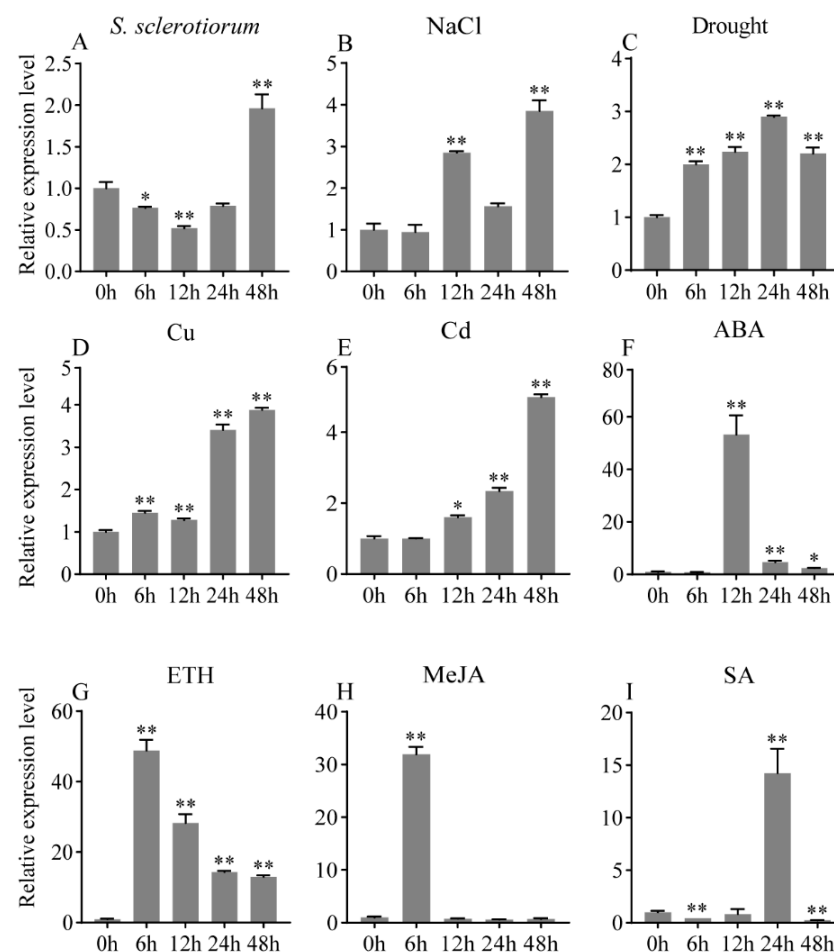 A S. sclerotiorum
Relative expression level
2.5
2.0
1.0
0.5
0.0
* ** **
0h 6h 12h 24h 48h
B NaCl
5
4
3
2
1
0
** **
0h 6h 12h 24h 48h
C Drought
4
3
2
1
0
** ** ** **
0h 6h 12h 24h 48h
D Cu
Relative expression level
5
4
3
2
1
0
** ** ** **
0h 6h 12h 24h 48h
E Cd
6
4
2
0
* ** **
0h 6h 12h 24h 48h
F ABA
80
60
40
20
0
** ** *
0h 6h 12h 24h 48h
G ETH
Relative expression level
60
40
20
0
** ** ** **
0h 6h 12h 24h 48h
H MeJA
40
30
20
10
0
**
0h 6h 12h 24h 48h
I SA
20
15
10
5
0
** ** **
0h 6h 12h 24h 48h